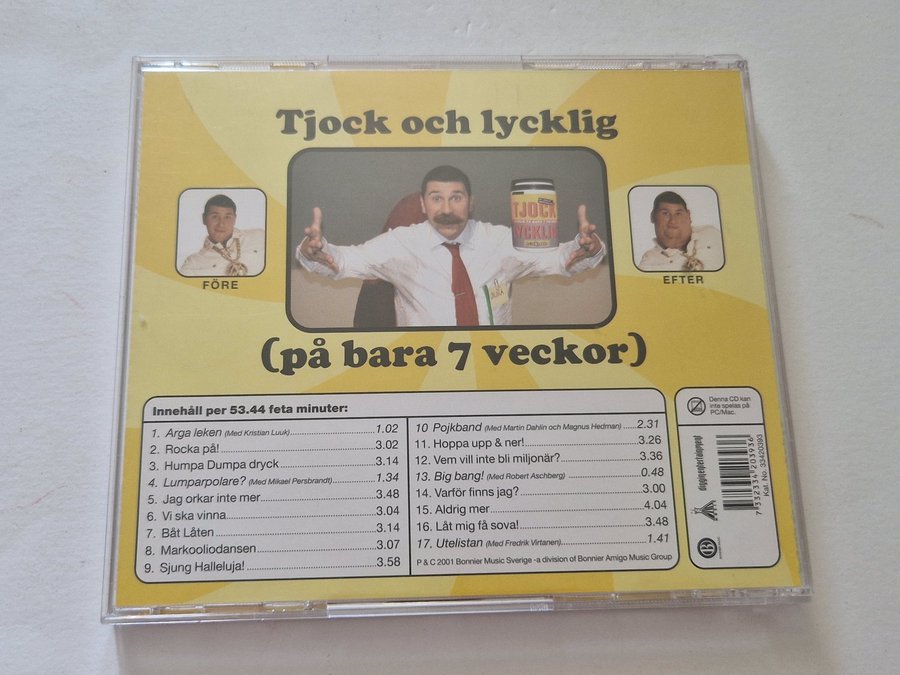 Tjock och lycklig
TJOCK
LYCKLIG
FÖRE
EFTER
(på bara 7 veckor)
Innehåll per 53.44 feta minuter:
1. Arga leken (Med Kristian Luuk) 1.02
2. Rocka på! 3.02
3. Humpa Dumpa dryck 3.14
4. Lumparpolare? (Med Mikael Persbrandt) 1.34
5. Jag orkar inte mer 3.48
6. Vi ska vinna 3.04
7. Båt Låten 3.14
8. Markooliodansen 3.07
9. Sjung Halleluja! 3.58
10 Pojkband (Med Martin Dahlin och Magnus Hedman) 2.31
11. Hoppa upp & ner! 3.26
12. Vem vill inte bli miljonär? 3.36
13. Big bang! (Med Robert Aschberg) 0.48
14. Varför finns jag? 3.00
15. Aldrig mer 4.04
16. Låt mig få sova! 3.48
17. Utelistan (Med Fredrik Virtanen) 1.41
P & C 2001 Bonnier Music Sverige -a division of Bonnier Amigo Music Group
Denna CD kan
inte spelas på
PC/Mac.
7 332334 203936
Kat. No. 33420393
B